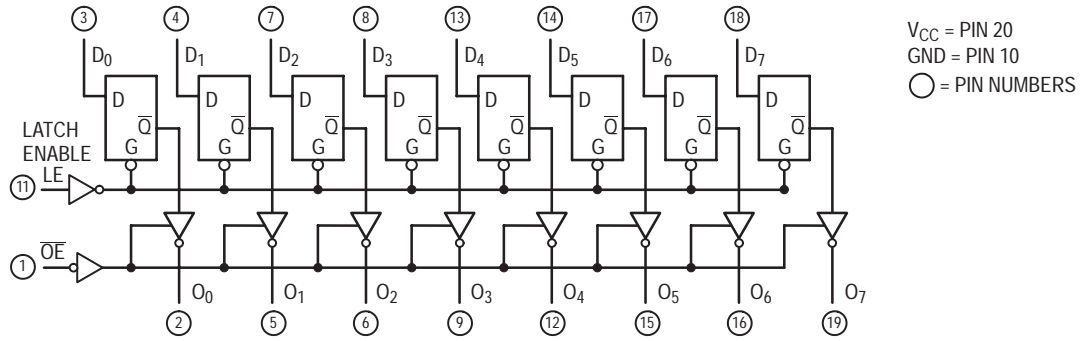 3 4 7 8 13 14 17 18
V_CC = PIN 20
GND = PIN 10
◯ = PIN NUMBERS
D₀ D₁ D₂ D₃ D₄ D₅ D₆ D₇
D D D D D D D D
Q̅ Q̅ Q̅ Q̅ Q̅ Q̅ Q̅ Q̅
G G G G G G G G
LATCH
ENABLE
11 LE
1 O̅E̅
O₀ O₁ O₂ O₃ O₄ O₅ O₆ O₇
2 5 6 9 12 15 16 19